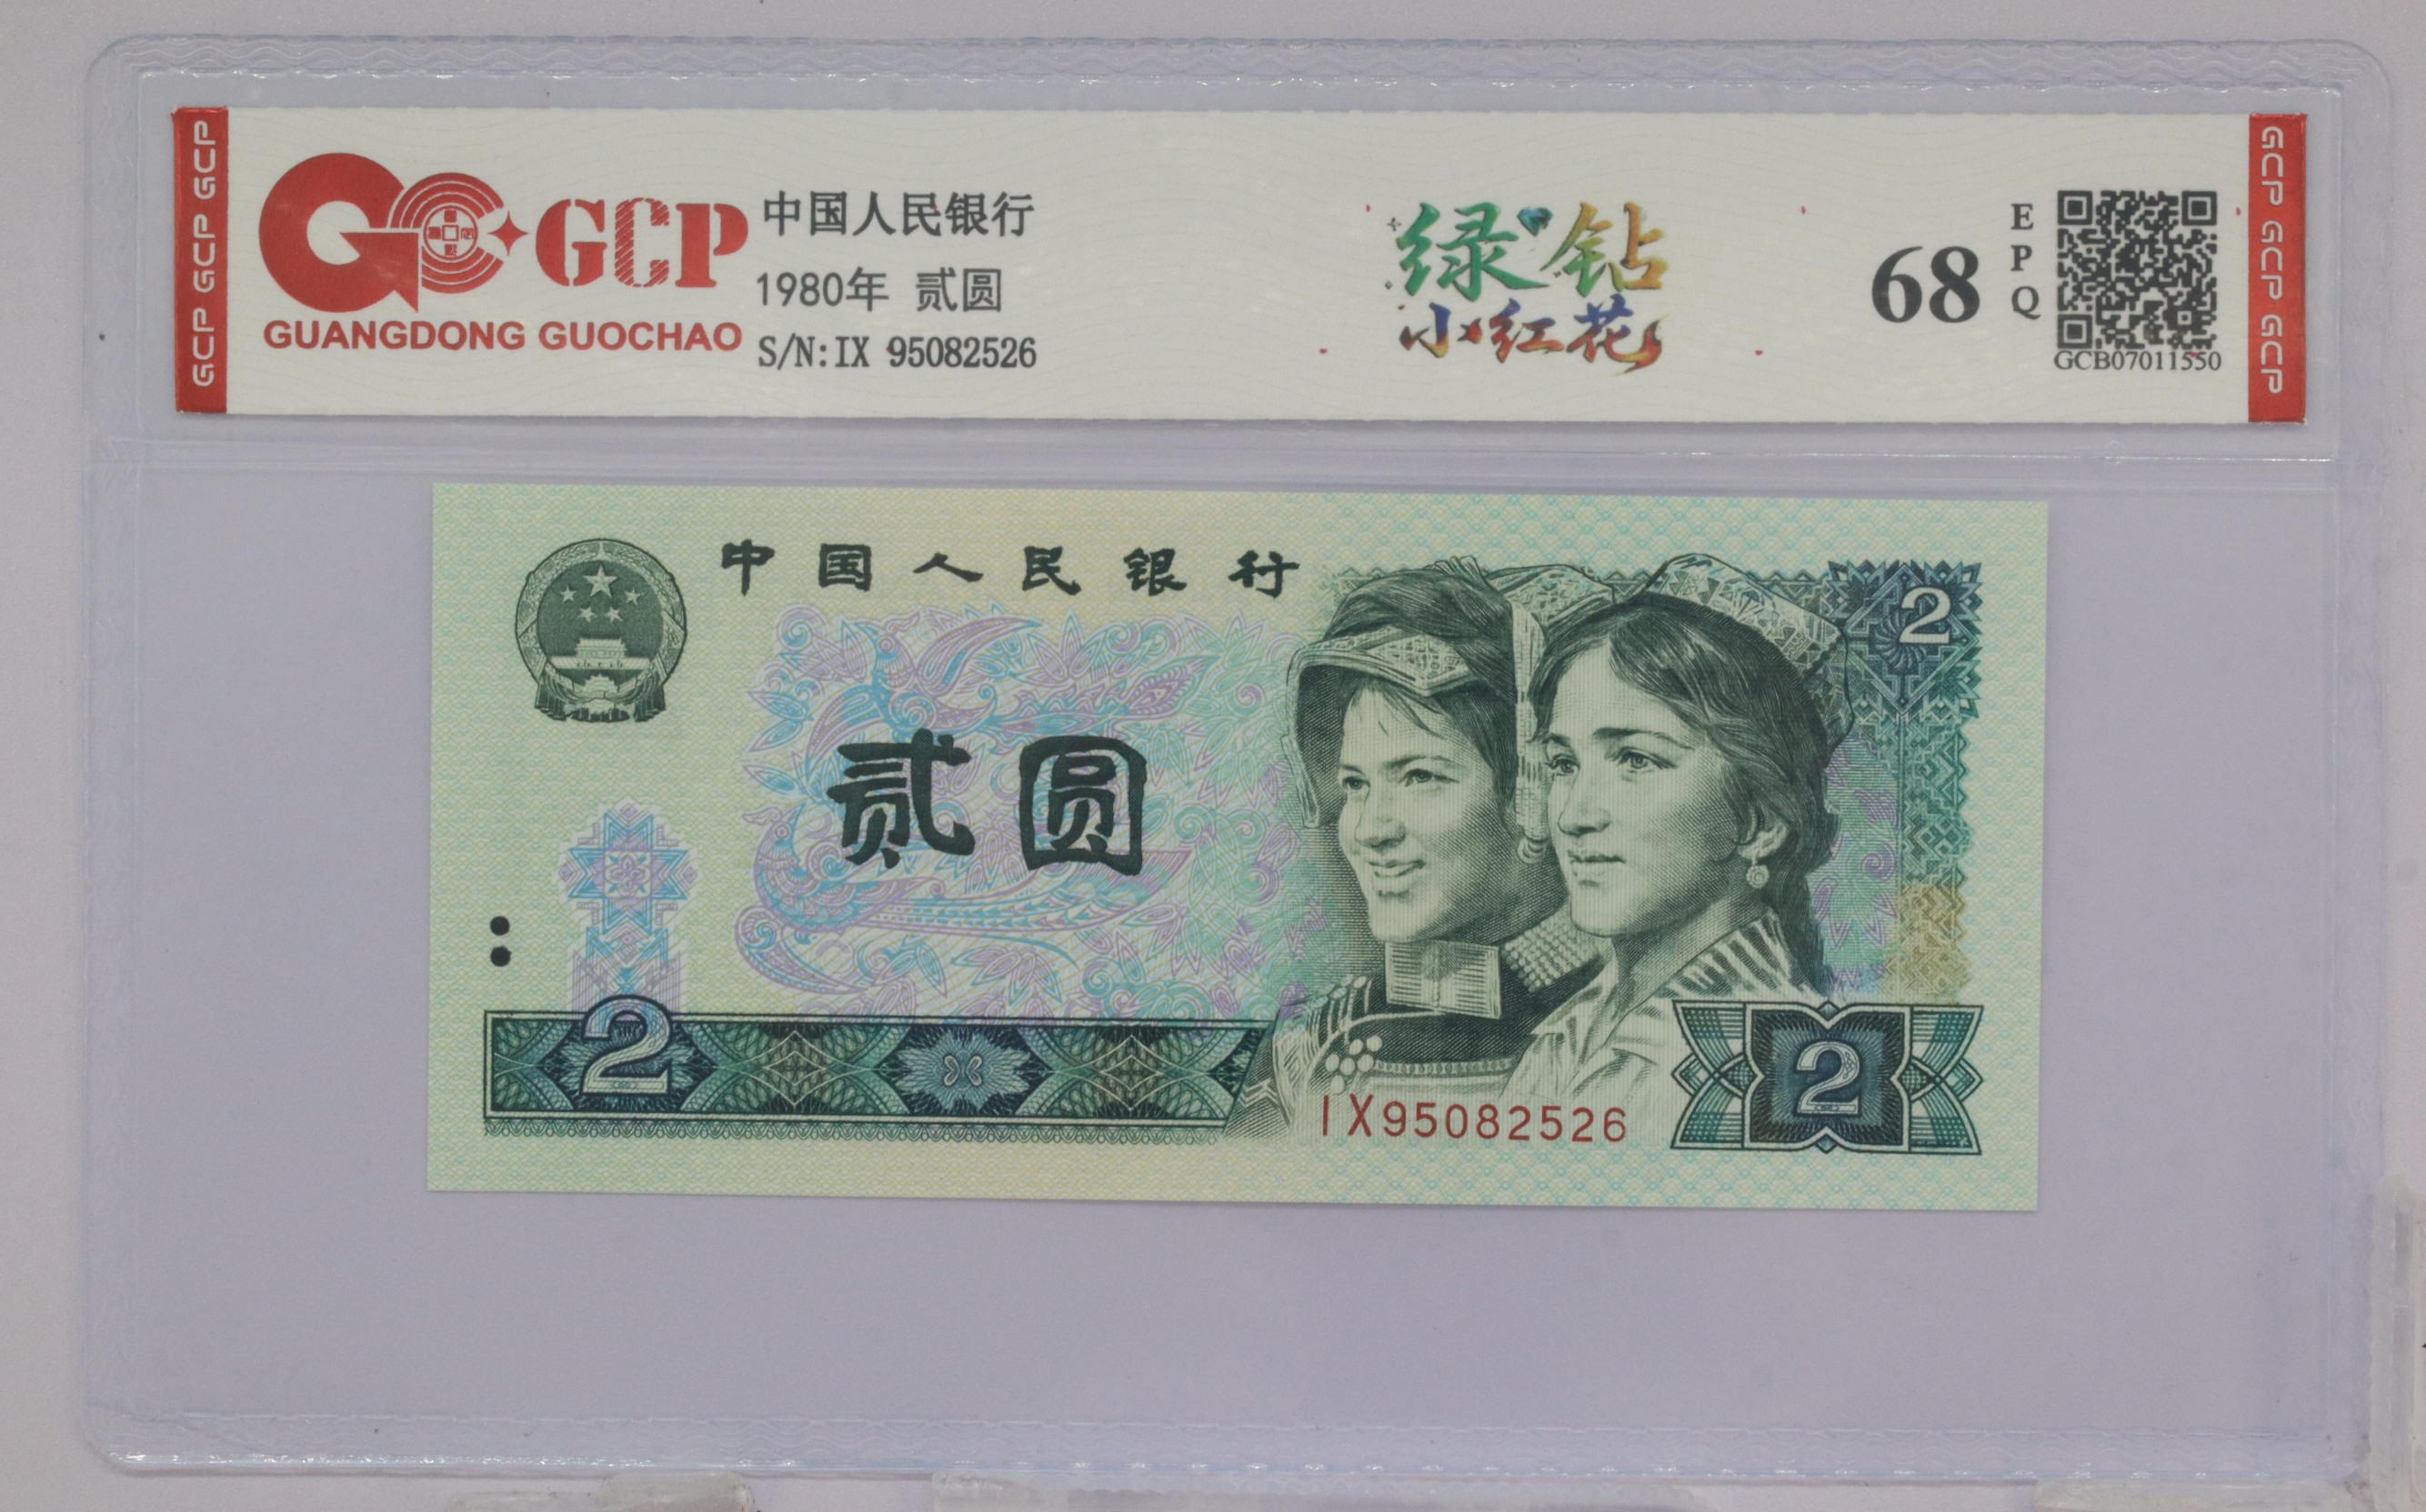 GCP GCP GCP
GCP
GUANGDONG GUOCHAO
中国人民银行
1980年 贰圆
S/N:IX 95082526
绿钻
小红花
68
EPQ
GCB07011550
GCP GCP GCP
中国人民银行
2
贰圆
2
IX95082526
2